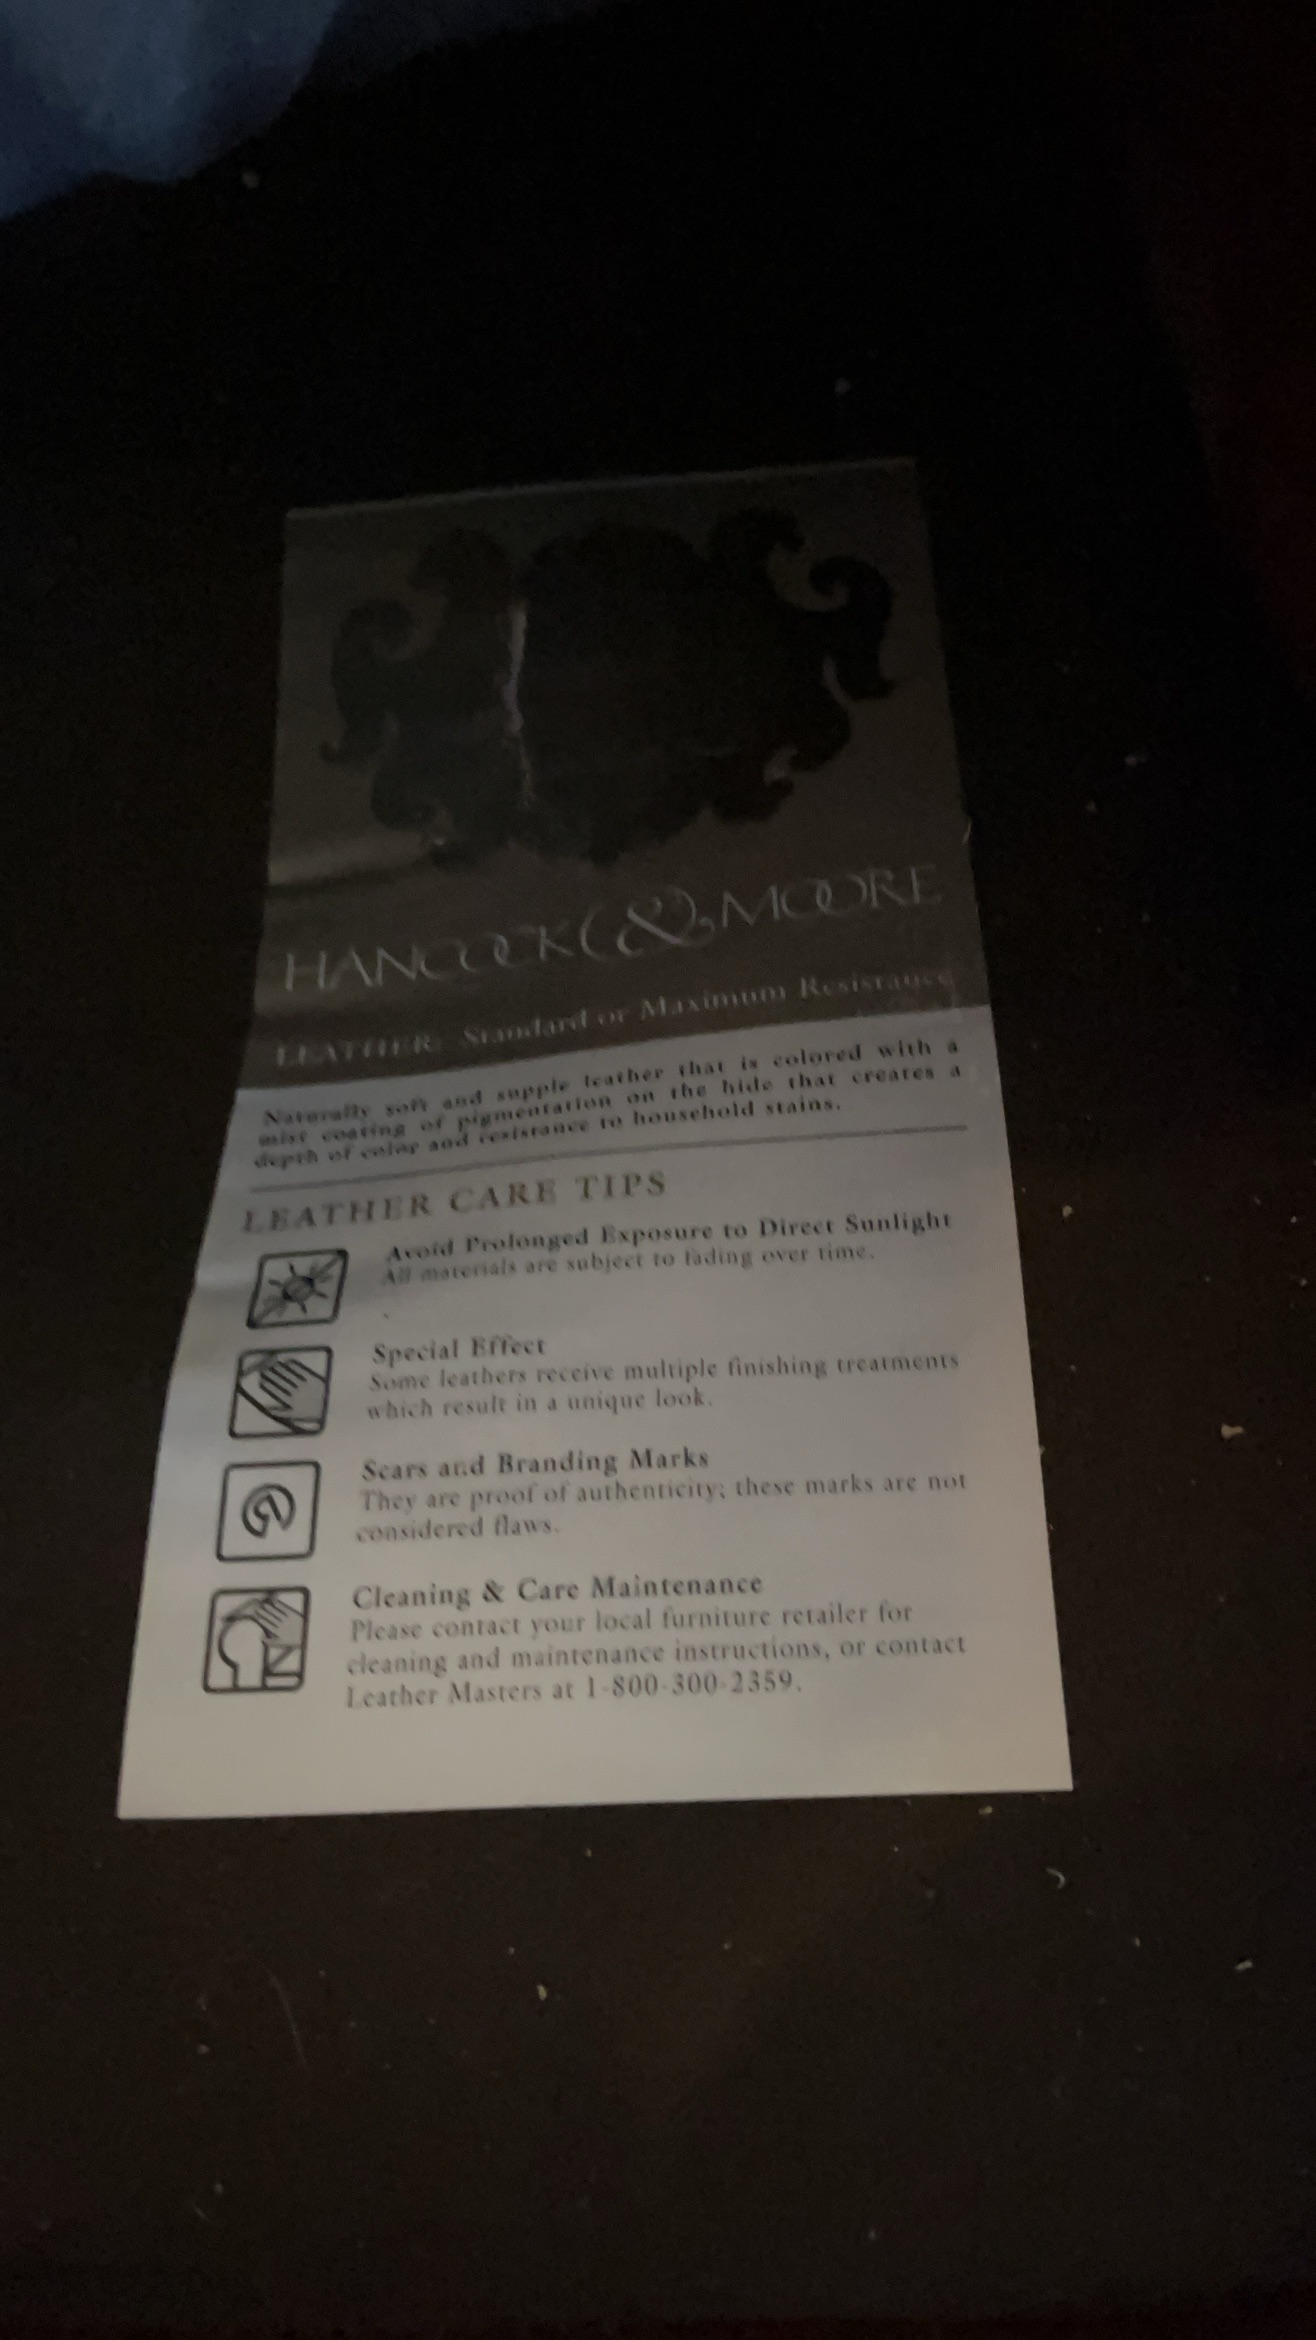 HANCOCK & MOORE
LEATHER: Standard or Maximum Resistance
Naturally soft and supple leather that is colored with a
mist coating of pigmentation on the hide that creates a
depth of color and resistance to household stains.
LEATHER CARE TIPS
Avoid Prolonged Exposure to Direct Sunlight
All materials are subject to fading over time.
Special Effect
Some leathers receive multiple finishing treatments
which result in a unique look.
Scars and Branding Marks
They are proof of authenticity; these marks are not
considered flaws.
Cleaning & Care Maintenance
Please contact your local furniture retailer for
cleaning and maintenance instructions, or contact
Leather Masters at 1-800-300-2359.